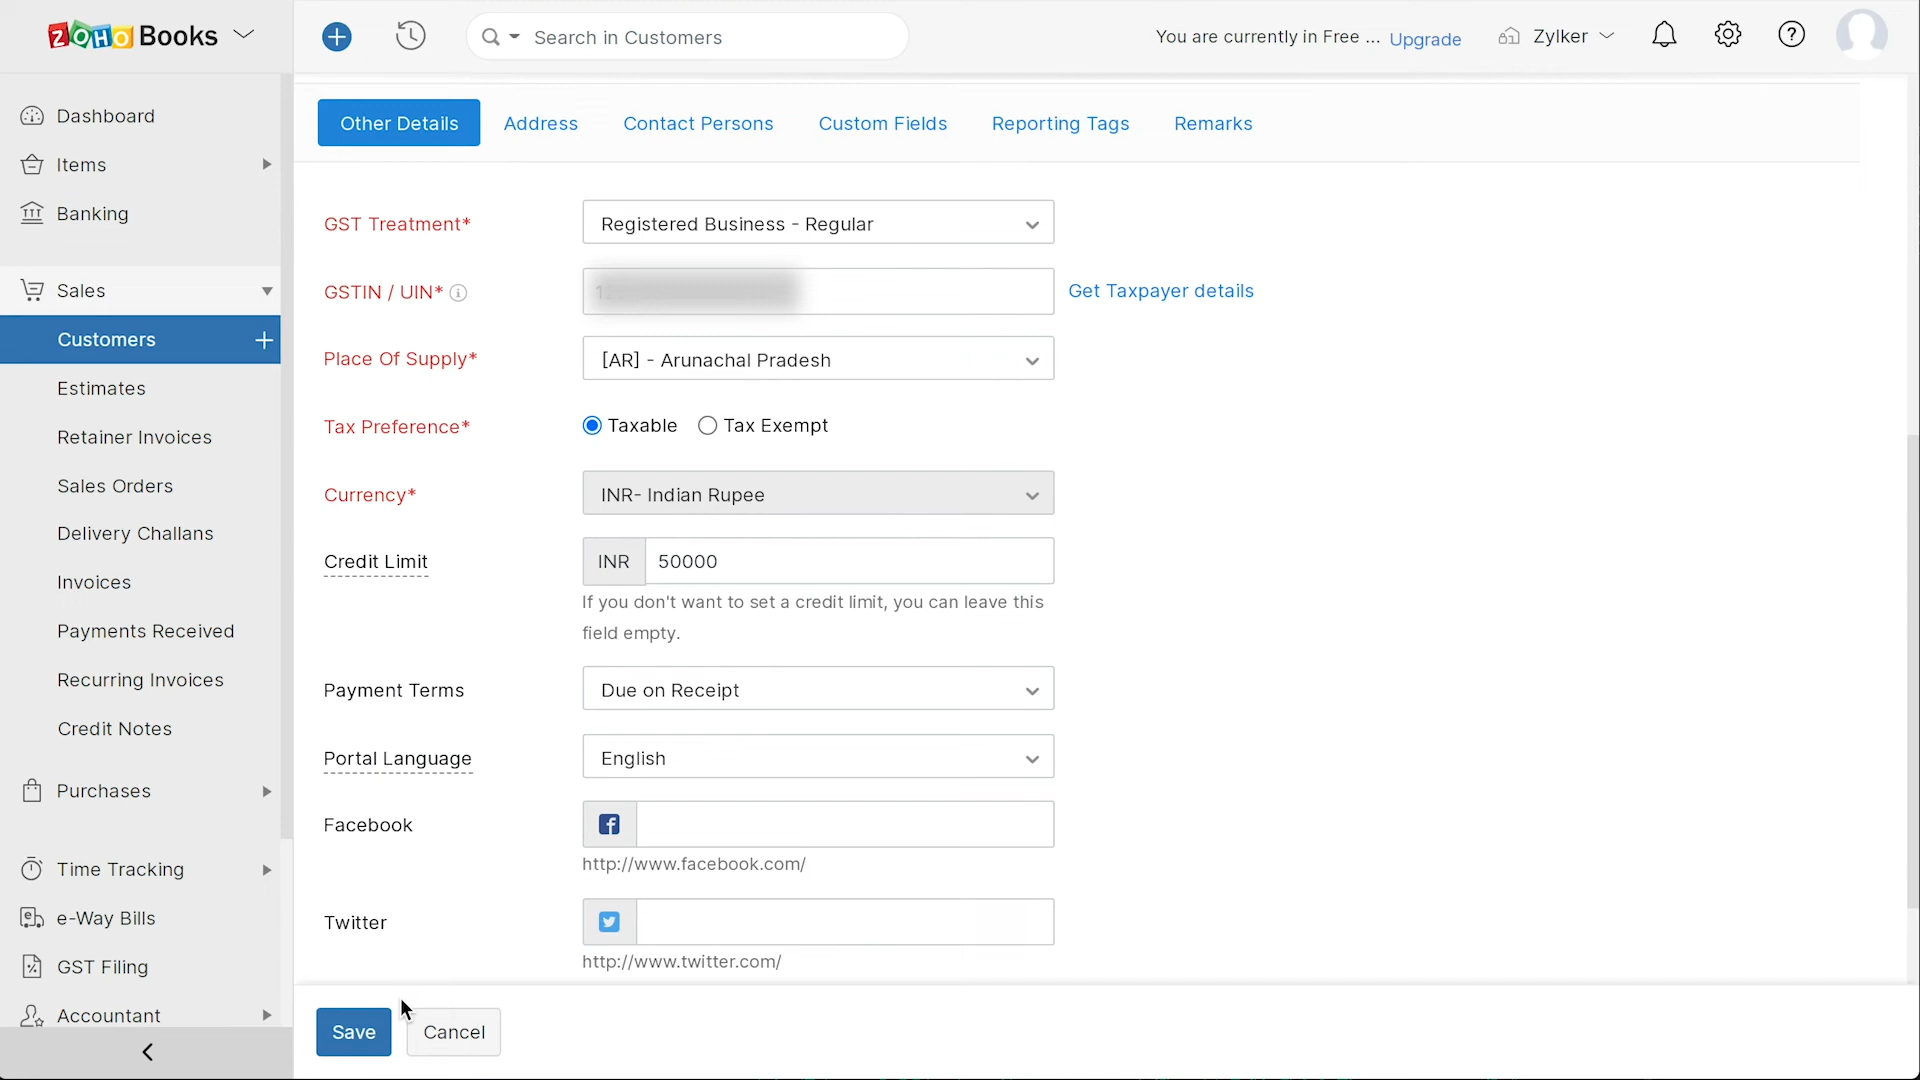 ZOHO Books
Search in Customers
You are currently in Free ... Upgrade
Zylker
Dashboard
Items
Banking
Sales
Customers
Estimates
Retainer Invoices
Sales Orders
Delivery Challans
Invoices
Payments Received
Recurring Invoices
Credit Notes
Purchases
Time Tracking
e-Way Bills
GST Filing
Accountant
Other Details Address Contact Persons Custom Fields Reporting Tags Remarks
GST Treatment* Registered Business - Regular
GSTIN / UIN* Get Taxpayer details
Place Of Supply* [AR] - Arunachal Pradesh
Tax Preference* Taxable Tax Exempt
Currency* INR- Indian Rupee
Credit Limit INR 50000
If you don't want to set a credit limit, you can leave this
field empty.
Payment Terms Due on Receipt
Portal Language English
Facebook
http://www.facebook.com/
Twitter
http://www.twitter.com/
Save Cancel